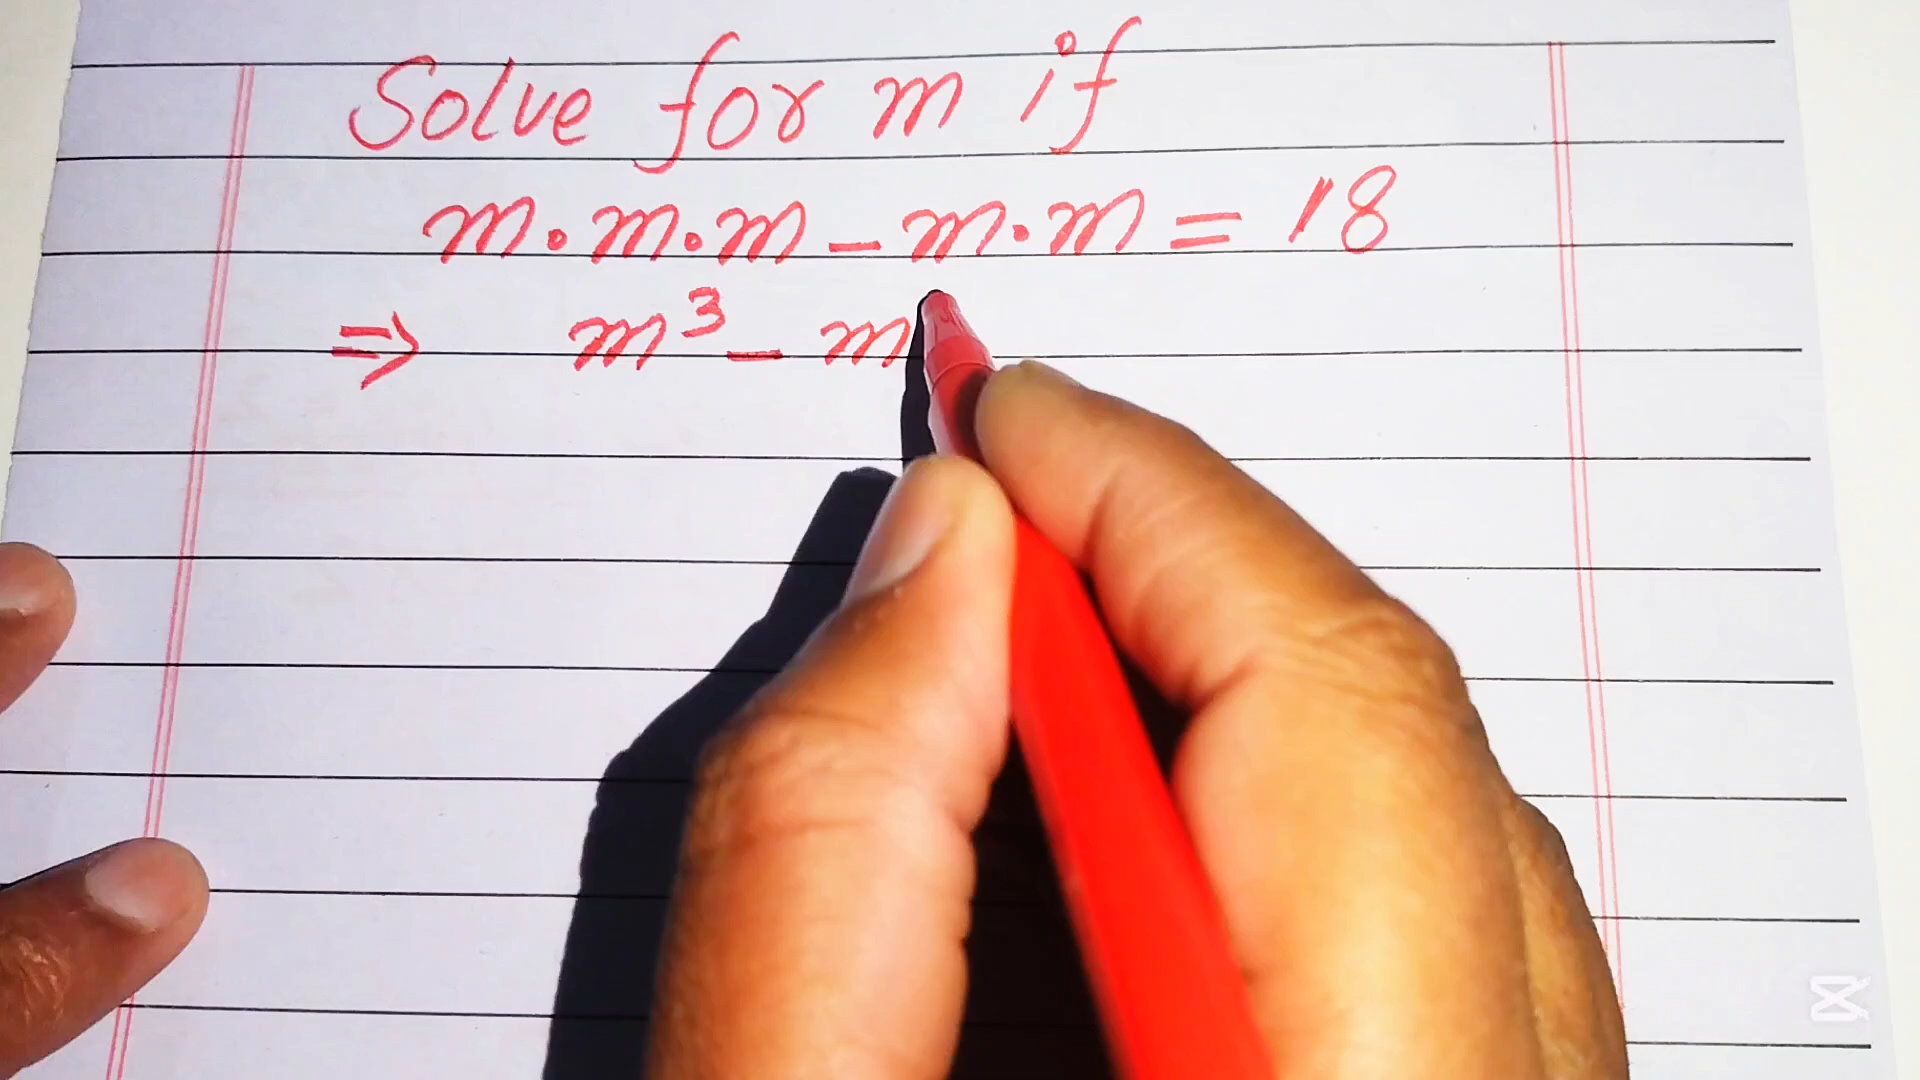 Solve for m if
m·m·m - m·m = 18
⇒ m³ - m